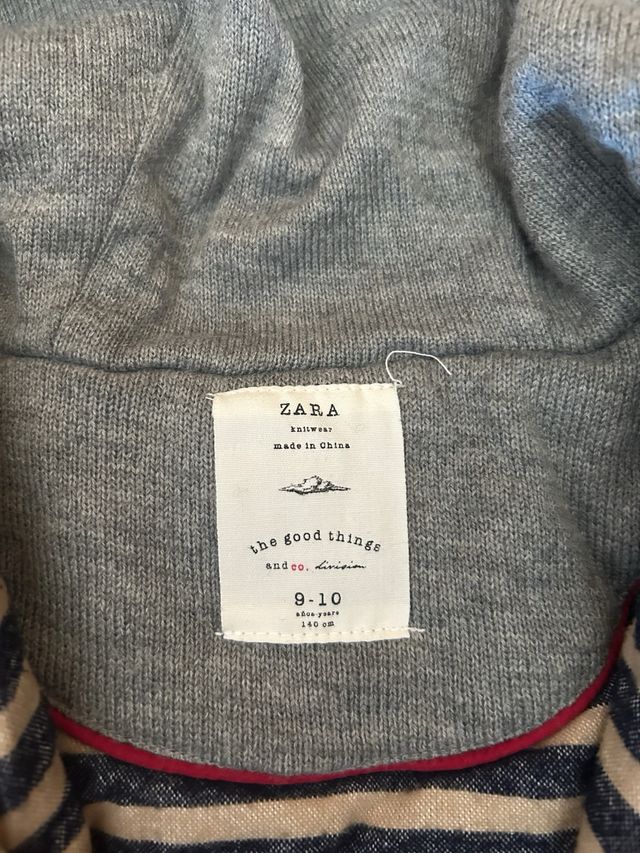 ZARA
knitwear
made in China
the good things
and co. division
9-10
años-years
140 cm